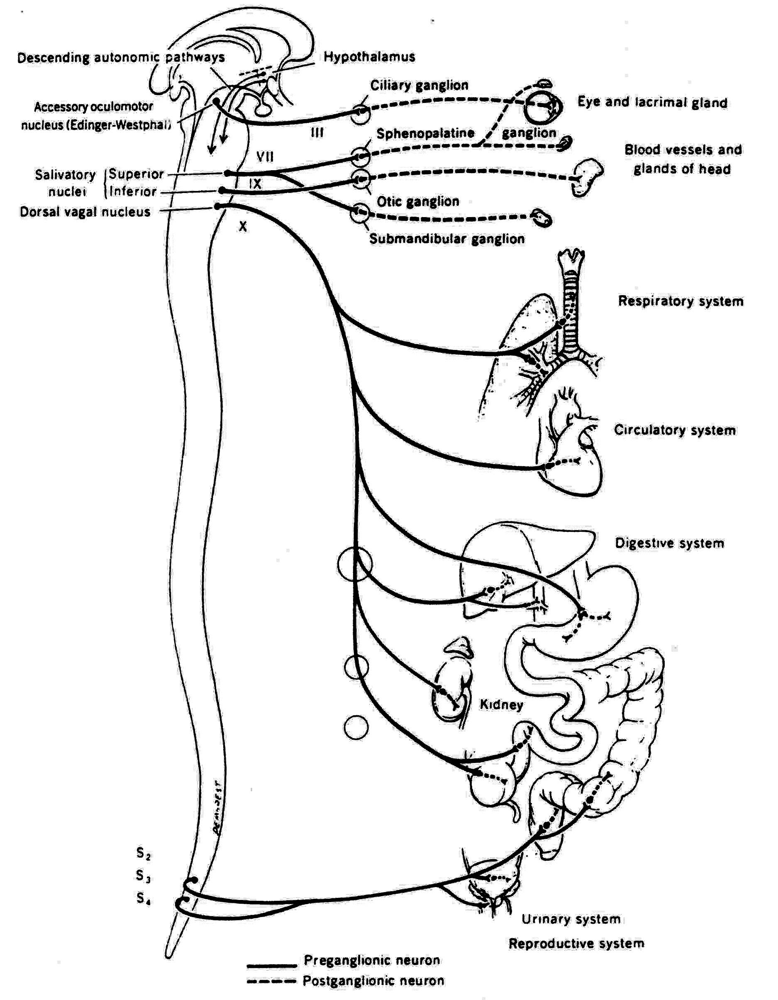 Descending autonomic pathways
Hypothalamus
Ciliary ganglion
Accessory oculomotor
nucleus (Edinger-Westphal)
Eye and lacrimal gland
III
Sphenopalatine ganglion
VII
Blood vessels and
glands of head
Salivatory nuclei
Superior
Inferior
IX
Otic ganglion
Dorsal vagal nucleus
X
Submandibular ganglion
Respiratory system
Circulatory system
Digestive system
Kidney
DEMAREST
S2
S3
S4
Urinary system
Reproductive system
Preganglionic neuron
Postganglionic neuron